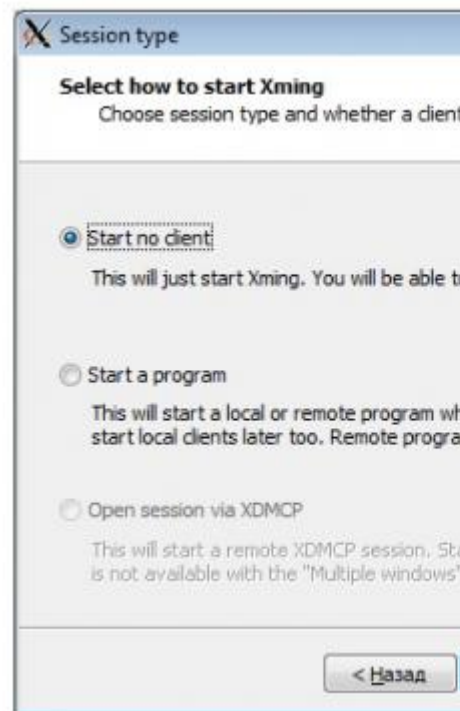 Session type
Select how to start Xming
Choose session type and whether a client
Start no client
This will just start Xming. You will be able
Start a program
This will start a local or remote program
start local clients later too. Remote
Open session via XDMCP
This will start a remote XDMCP session.
is not available with the "Multiple windows"
< Назад